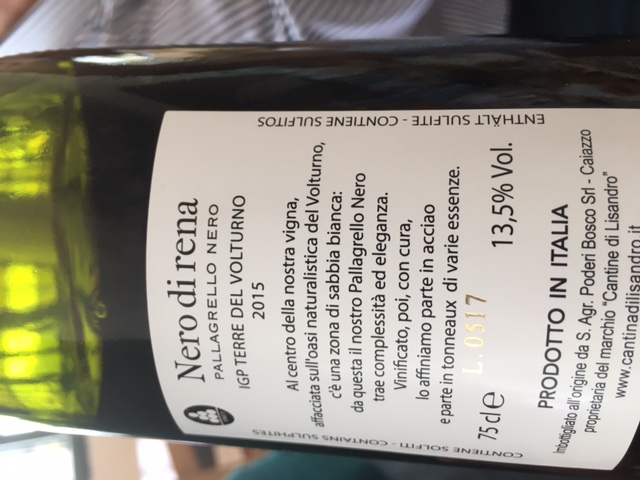 Nero di rena
PALLAGRELLO NERO
IGP TERRE DEL VOLTURNO
2015
Al centro della nostra vigna,
affacciata sull'oasi naturalistica del Volturno,
c'è una zona di sabbia bianca:
da questa il nostro Pallagrello Nero
trae complessità ed eleganza.
Vinificato, poi, con cura,
lo affiniamo parte in acciaio
e parte in tonneaux di varie essenze.
L.0517
75 cl e 13,5% Vol.
PRODOTTO IN ITALIA
Imbottigliato all'origine da S. Agr. Poderi Bosco Srl - Caiazzo
proprietaria del marchio "Cantine di Lisandro"
www.cantinadilisandro.it
CONTIENE SOLFITI - CONTAINS SULPHITES
ENTHÄLT SULFITE - CONTIENE SULFITOS